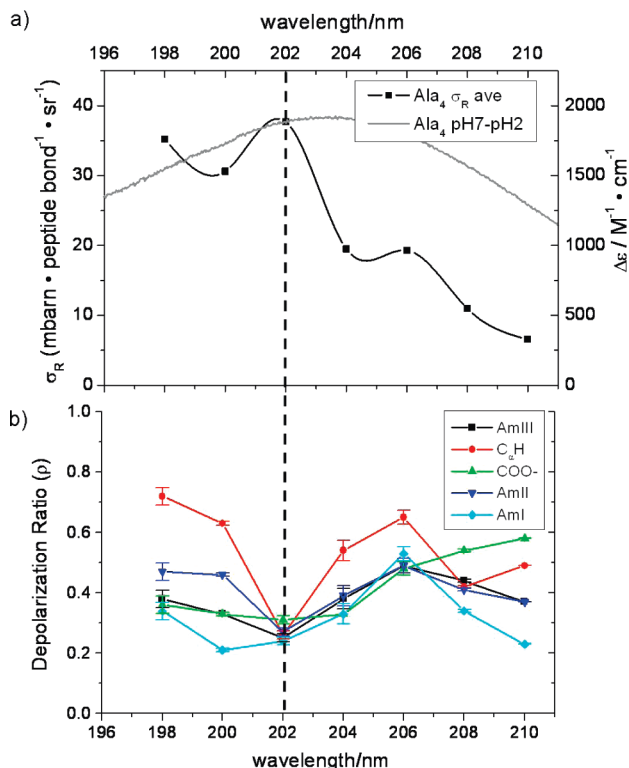 a)
wavelength/nm
196 198 200 202 204 206 208 210
40
30
20
10
0
σR (mbarn • peptide bond-1 • sr-1)
Ala4 σR ave
Ala4 pH7-pH2
2000
1500
1000
500
0
Δε / M-1 • cm-1
b)
1.0
0.8
0.6
0.4
0.2
0.0
Depolarization Ratio (ρ)
AmIII
CαH
COO-
AmII
AmI
196 198 200 202 204 206 208 210
wavelength/nm